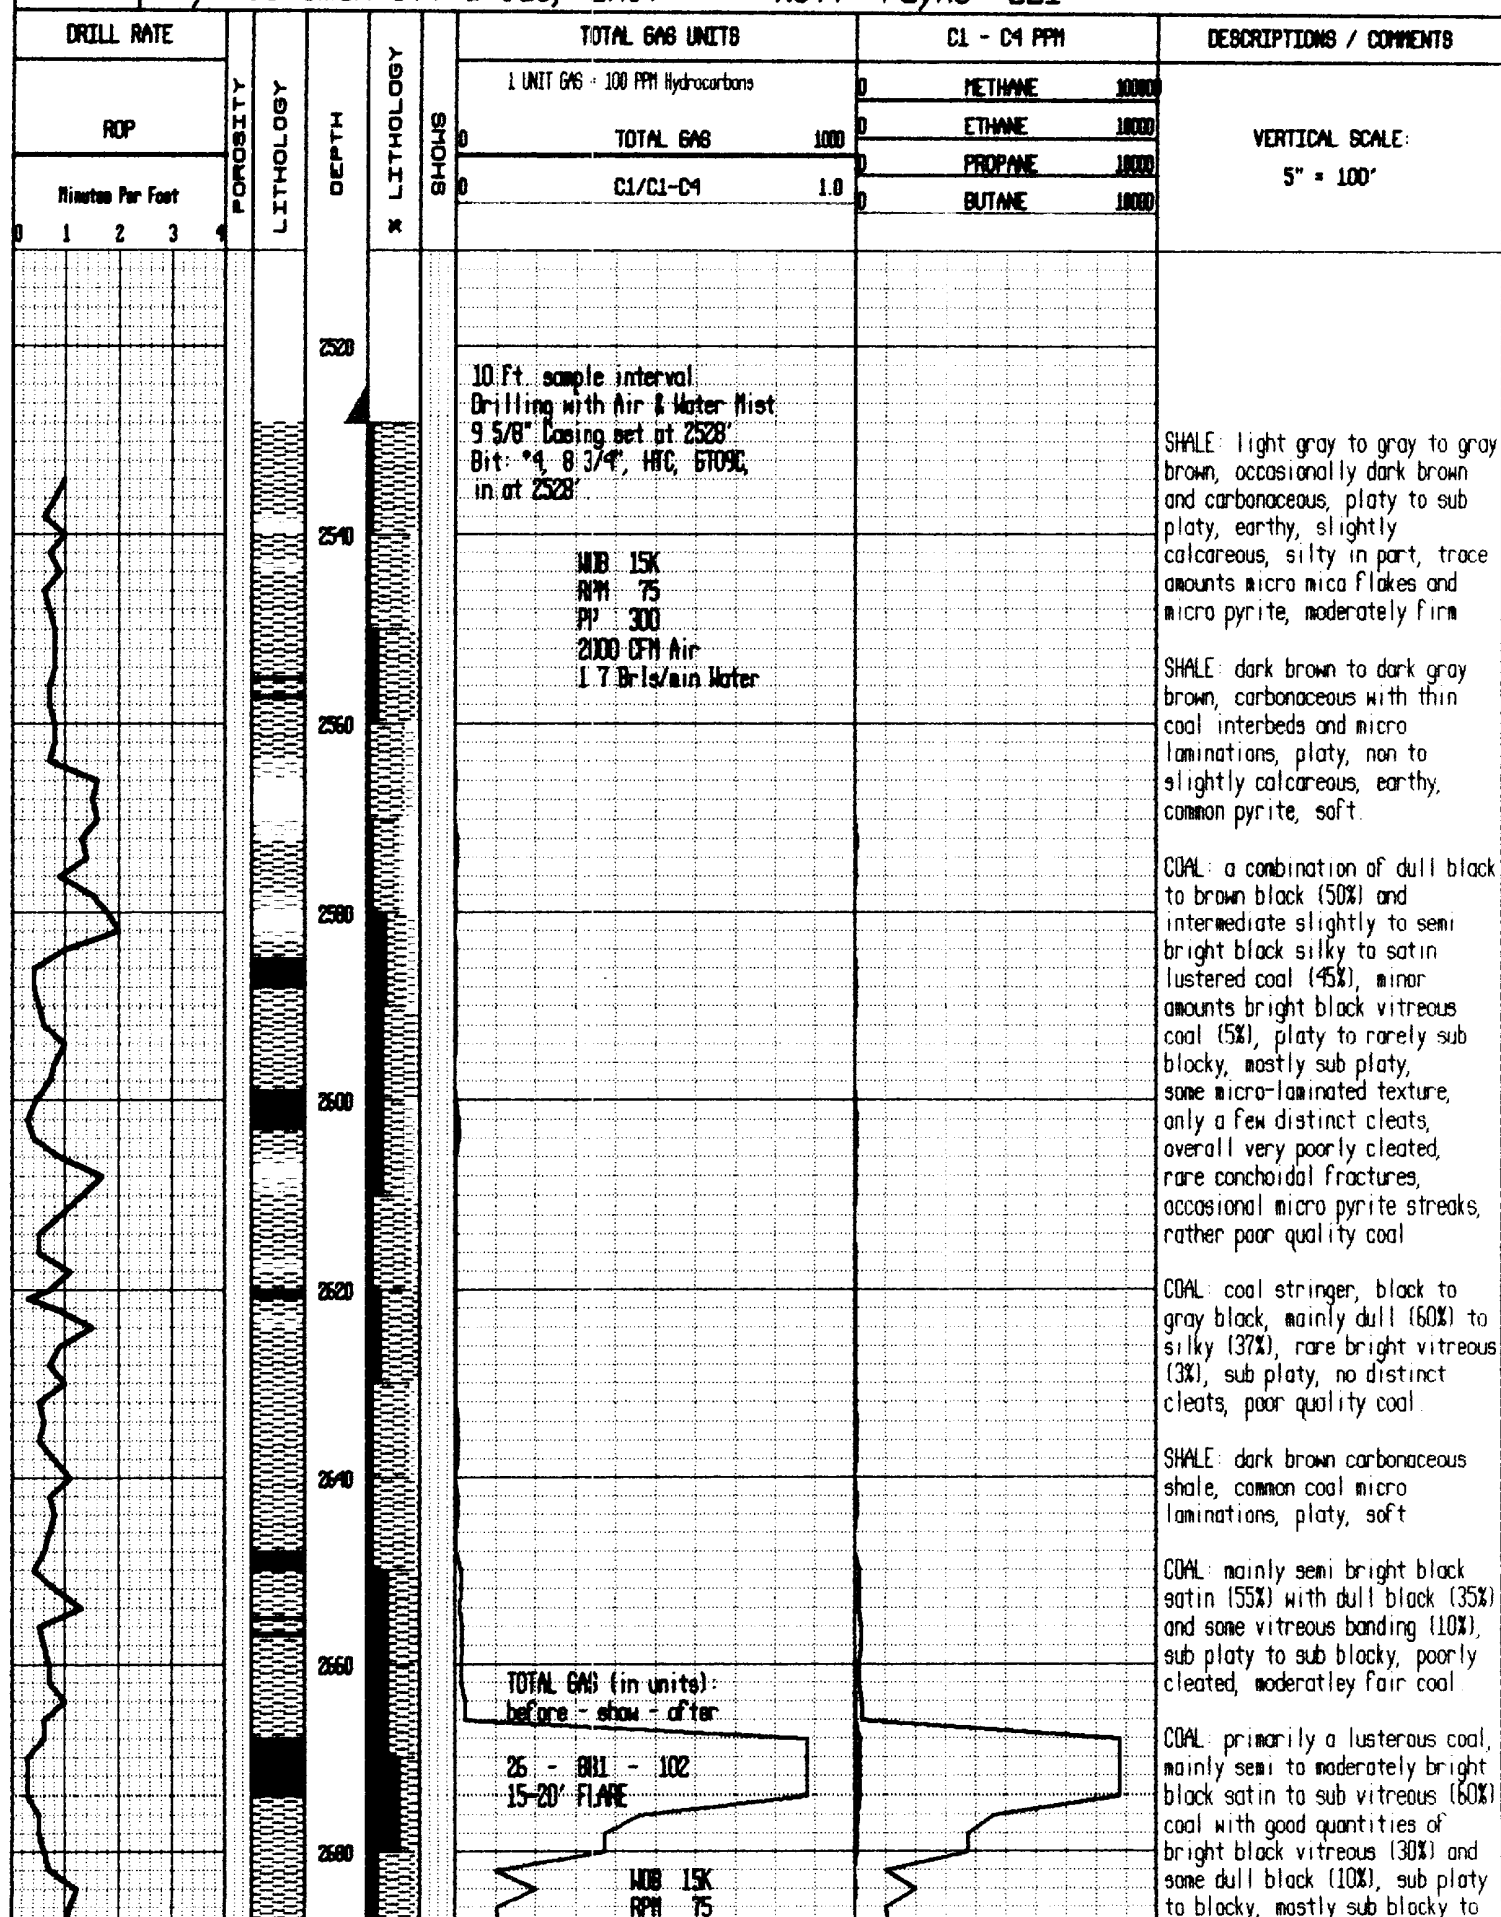 DRILL RATE
TOTAL GAS UNITS
C1 - C4 PPM
DESCRIPTIONS / COMMENTS
ROP
Minutes Per Foot
0 1 2 3 4
POROSITY
LITHOLOGY
DEPTH
% LITHOLOGY
SHOWS
1 UNIT GAS = 100 PPM Hydrocarbons
0 TOTAL GAS 1000
0 C1/C1-C4 1.0
0 METHANE 100000
0 ETHANE 10000
0 PROPANE 10000
0 BUTANE 10000
VERTICAL SCALE:
5" = 100'
2520
2540
2560
2580
2600
2620
2640
2660
2680
10 Ft. sample interval
Drilling with Air & Water Mist
9 5/8" Casing set at 2528'
Bit: #4, 8 3/4", HTC, GT09C,
in at 2528'.
WOB 15K
RPM 75
PP 300
2000 CFM Air
1.7 Brls/min Water
TOTAL GAS (in units):
before - show - after
26 - 881 - 102
15-20' FLARE
WOB 15K
RPM 75
SHALE: light gray to gray to gray
brown, occasionally dark brown
and carbonaceous, platy to sub
platy, earthy, slightly
calcareous, silty in part, trace
amounts micro mica flakes and
micro pyrite, moderately firm
SHALE: dark brown to dark gray
brown, carbonaceous with thin
coal interbeds and micro
laminations, platy, non to
slightly calcareous, earthy,
common pyrite, soft.
COAL: a combination of dull black
to brown black (50%) and
intermediate slightly to semi
bright black silky to satin
lustered coal (45%), minor
amounts bright black vitreous
coal (5%), platy to rarely sub
blocky, mostly sub platy,
some micro-laminated texture,
only a few distinct cleats,
overall very poorly cleated,
rare conchoidal fractures,
occasional micro pyrite streaks,
rather poor quality coal
COAL: coal stringer, black to
gray black, mainly dull (60%) to
silky (37%), rare bright vitreous
(3%), sub platy, no distinct
cleats, poor quality coal.
SHALE: dark brown carbonaceous
shale, common coal micro
laminations, platy, soft
COAL: mainly semi bright black
satin (55%) with dull black (35%)
and some vitreous banding (10%),
sub platy to sub blocky, poorly
cleated, moderatley fair coal.
COAL: primarily a lusterous coal,
mainly semi to moderately bright
black satin to sub vitreous (60%)
coal with good quantities of
bright black vitreous (30%) and
some dull black (10%), sub platy
to blocky, mostly sub blocky to